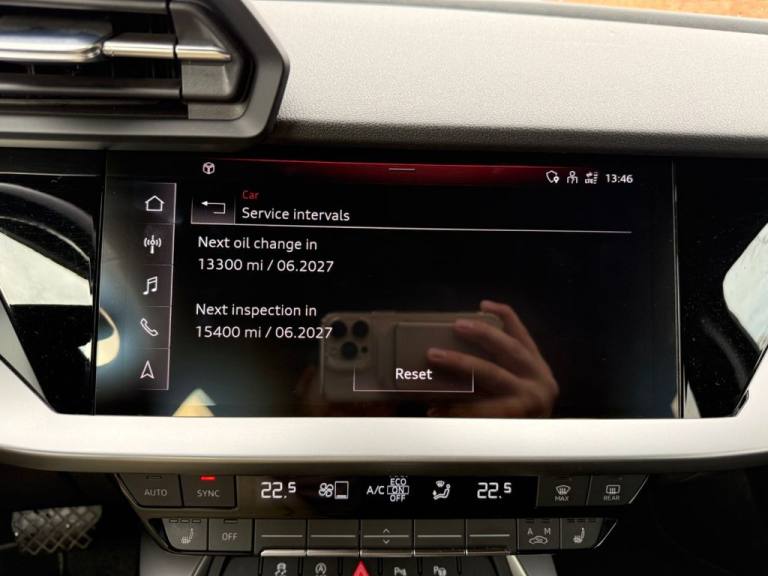 13:46
Car
Service intervals
Next oil change in
13300 mi / 06.2027
Next inspection in
15400 mi / 06.2027
Reset
AUTO SYNC 22.5 A/C ECO ON OFF 22.5 MAX REAR
OFF A M